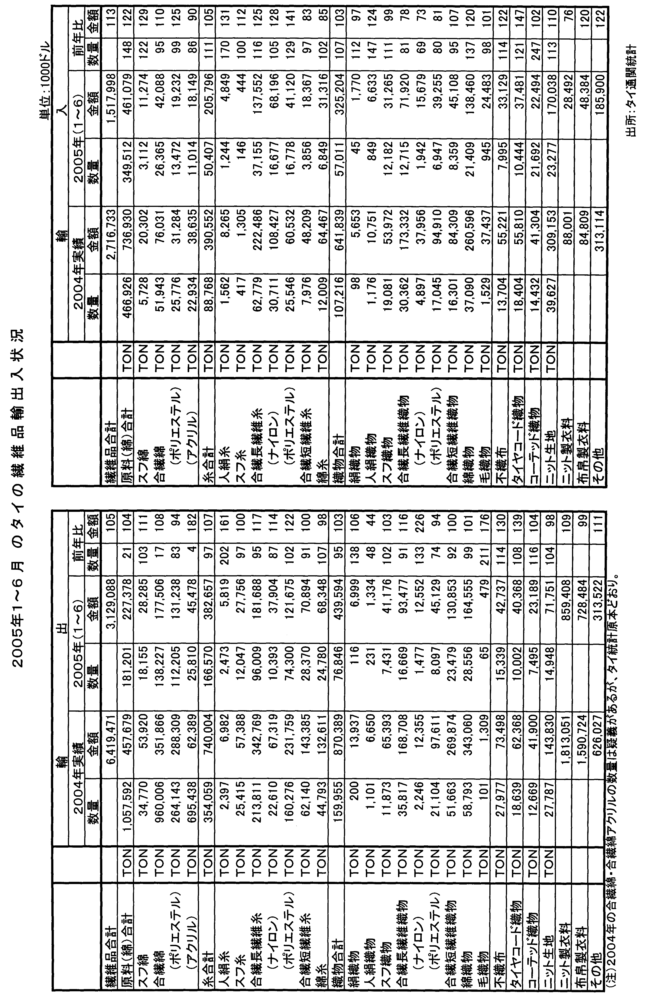 2005年1～6月のタイの繊維品輸出入状況
単位：1000ドル
輸 出
2004年実績 2005年(1～6) 前年比
数量 金額 数量 金額 数量 金額
繊維品合計 6,419,471 3,129,088 105
原料(綿)合計 TON 1,057,592 457,679 181,201 227,378 21 104
スフ綿 TON 34,770 53,920 18,155 28,285 103 111
合繊綿 TON 960,006 351,866 138,227 177,506 17 108
(ポリエステル) TON 264,143 288,309 112,205 131,238 83 94
(アクリル) TON 695,438 62,389 25,810 45,478 4 182
糸合計 TON 354,059 740,004 166,570 382,657 97 107
人絹糸 TON 2,397 6,982 2,473 5,819 202 161
スフ糸 TON 25,415 57,388 12,047 27,756 97 100
合繊長繊維糸 TON 213,811 342,769 96,009 181,688 95 117
(ナイロン) TON 22,610 67,319 10,393 37,904 87 114
(ポリエステル) TON 160,276 231,759 74,300 121,675 102 122
合繊短繊維糸 TON 62,140 143,385 28,370 70,894 91 100
綿糸 TON 44,793 132,611 24,780 68,348 107 98
織物合計 159,955 870,389 76,846 439,594 95 103
絹織物 TON 200 13,937 116 6,999 138 106
人絹織物 TON 1,101 6,650 231 1,334 48 44
スフ織物 TON 11,873 65,393 7,431 41,176 102 103
合繊長繊維織物 TON 35,817 168,708 16,669 93,477 91 116
(ナイロン) TON 2,246 12,355 1,477 12,552 133 226
(ポリエステル) TON 21,104 97,611 8,097 45,129 74 94
合繊短繊維織物 TON 51,663 269,874 23,479 130,853 92 100
綿織物 TON 58,793 343,060 28,556 164,555 99 101
毛織物 TON 101 1,309 65 479 211 176
不織布 TON 27,977 73,498 15,339 42,737 114 130
タイヤコード織物 TON 18,639 62,368 10,002 40,368 108 139
コーテッド織物 TON 12,669 41,900 7,495 23,189 116 104
ニット生地 TON 27,787 143,830 14,948 71,751 104 98
ニット製衣料 1,813,051 859,408 109
布帛製衣料 1,590,724 728,484 99
その他 626,027 313,522 111
(注)2004年の合繊綿・合繊綿アクリルの数量は疑義があるが、タイ統計原本どおり。
輸 入
2004年実績 2005年(1～6) 前年比
数量 金額 数量 金額 数量 金額
繊維品合計 2,716,733 1,517,998 113
原料(綿)合計 TON 466,926 736,930 349,512 461,079 148 122
スフ綿 TON 5,728 20,302 3,112 11,274 122 129
合繊綿 TON 51,943 76,031 26,365 42,088 95 110
(ポリエステル) TON 25,776 31,284 13,472 19,232 99 125
(アクリル) TON 22,934 38,635 11,014 18,149 86 90
糸合計 TON 88,768 390,552 50,407 205,796 111 105
人絹糸 TON 1,562 8,265 1,244 4,849 170 131
スフ糸 TON 417 1,305 146 444 100 112
合繊長繊維糸 TON 62,779 222,486 37,155 137,552 116 125
(ナイロン) TON 30,711 108,427 16,677 68,196 105 128
(ポリエステル) TON 25,546 60,532 16,778 41,120 129 141
合繊短繊維糸 TON 7,976 48,209 3,856 18,367 97 83
綿糸 TON 12,009 64,467 6,849 31,316 102 85
織物合計 107,216 641,839 57,011 325,204 107 103
絹織物 TON 98 5,653 45 1,770 112 97
人絹織物 TON 1,176 10,751 849 6,633 147 124
スフ織物 TON 19,081 53,972 12,182 31,265 111 99
合繊長繊維織物 TON 30,362 173,332 12,715 71,920 81 78
(ナイロン) TON 4,897 37,956 1,942 15,679 69 73
(ポリエステル) TON 17,045 94,910 6,947 39,255 80 81
合繊短繊維織物 TON 16,301 84,309 8,359 45,108 95 107
綿織物 TON 37,090 260,596 21,409 138,460 137 120
毛織物 TON 1,529 37,437 945 24,483 98 101
不織布 TON 13,704 55,221 7,995 33,129 114 122
タイヤコード織物 TON 18,404 55,810 10,444 37,481 121 147
コーテッド織物 TON 14,432 41,304 21,692 22,494 247 102
ニット生地 TON 39,627 309,153 23,277 170,038 113 110
ニット製衣料 88,001 28,492 76
布帛製衣料 84,809 48,384 120
その他 313,114 185,900 122
出所：タイ通関統計